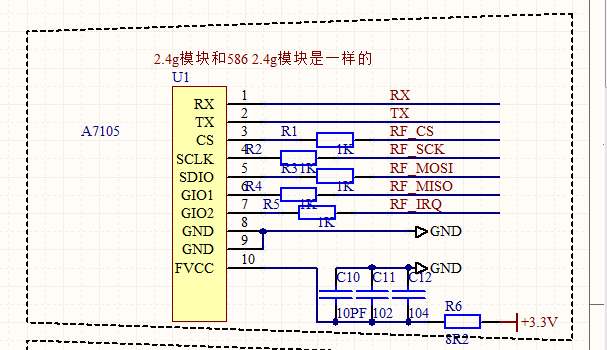 2.4g模块和586 2.4g模块是一样的
U1
A7105
RX 1 RX
TX 2 TX
CS 3 R1 1K RF_CS
SCLK 4 R2 1K RF_SCK
SDIO 5 R3 1K RF_MOSI
GIO1 6 R4 1K RF_MISO
GIO2 7 R5 1K RF_IRQ
GND 8 GND
GND 9
FVCC 10 GND
C10 C11 C12
10PF 102 104
R6
8R2
+3.3V